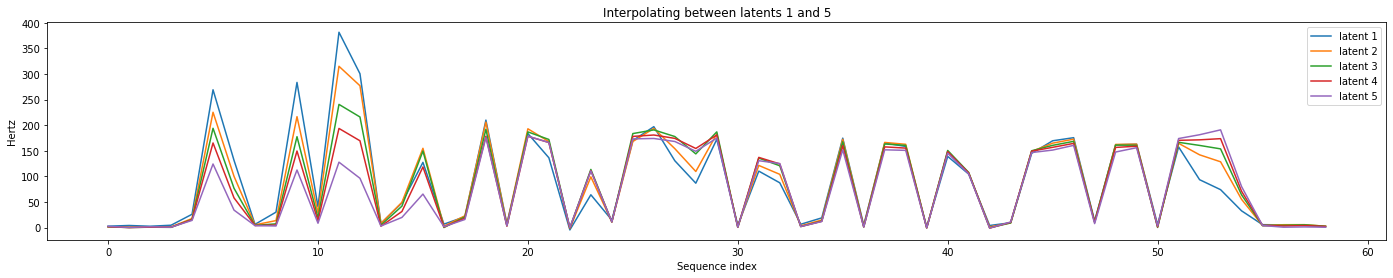 Interpolating between latents 1 and 5
Hertz
400
350
300
250
200
150
100
50
0
latent 1
latent 2
latent 3
latent 4
latent 5
0 10 20 30 40 50 60
Sequence index